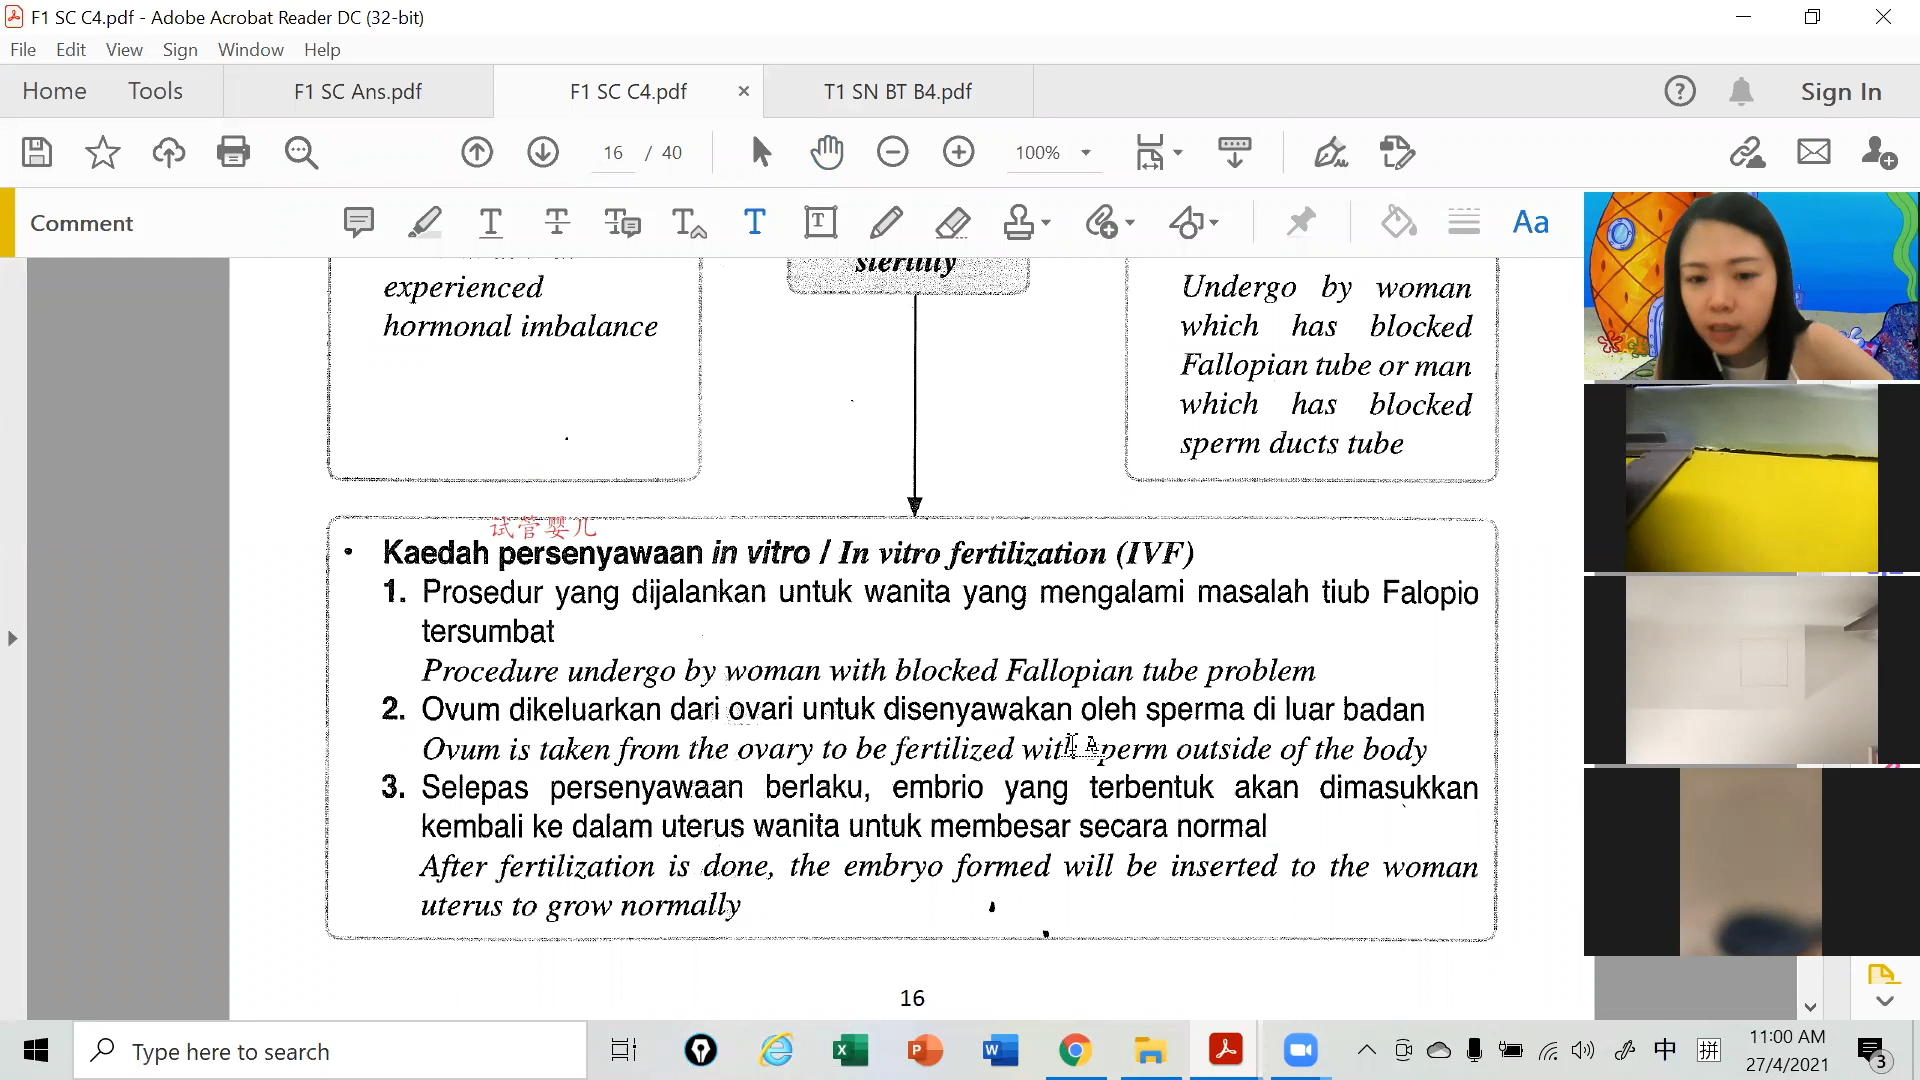 F1 SC C4.pdf - Adobe Acrobat Reader DC (32-bit)
File Edit View Sign Window Help
Home Tools F1 SC Ans.pdf F1 SC C4.pdf × T1 SN BT B4.pdf Sign In
16 / 40 100%
Comment
sterility
experienced
hormonal imbalance
Undergo by woman
which has blocked
Fallopian tube or man
which has blocked
sperm ducts tube
试管婴儿
• Kaedah persenyawaan in vitro / In vitro fertilization (IVF)
1. Prosedur yang dijalankan untuk wanita yang mengalami masalah tiub Falopio
tersumbat
Procedure undergo by woman with blocked Fallopian tube problem
2. Ovum dikeluarkan dari ovari untuk disenyawakan oleh sperma di luar badan
Ovum is taken from the ovary to be fertilized with sperm outside of the body
3. Selepas persenyawaan berlaku, embrio yang terbentuk akan dimasukkan
kembali ke dalam uterus wanita untuk membesar secara normal
After fertilization is done, the embryo formed will be inserted to the woman
uterus to grow normally
16
Type here to search
中 拼 11:00 AM
27/4/2021
3